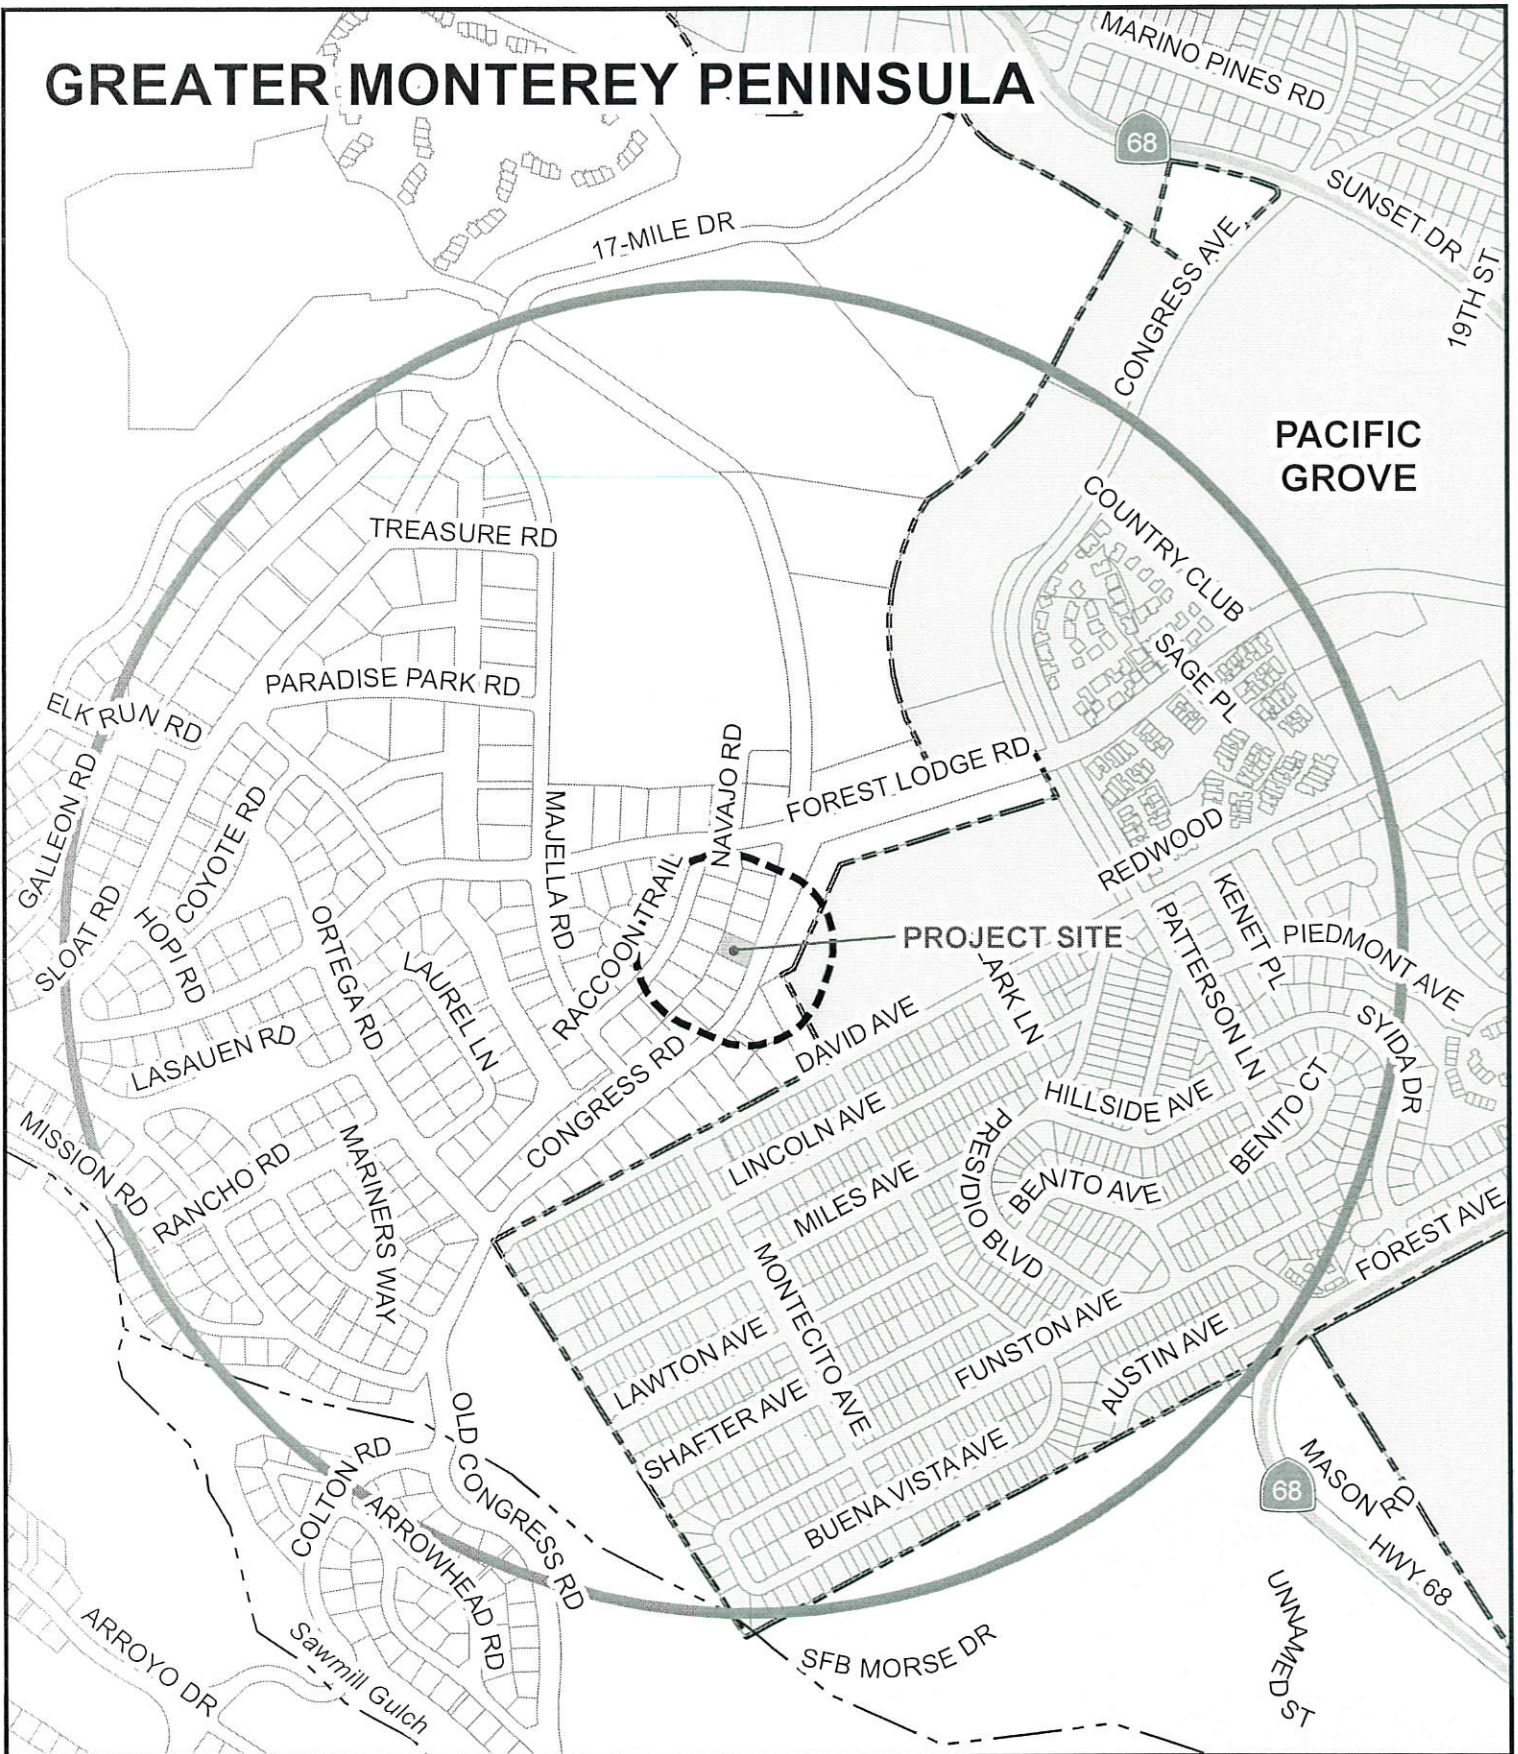 GREATER MONTEREY PENINSULA
MARINO PINES RD
68
SUNSET DR
19TH ST
17-MILE DR
CONGRESS AVE
PACIFIC
GROVE
COUNTRY CLUB
TREASURE RD
SAGE PL
PARADISE PARK RD
ELK RUN RD
NAVAJO RD
FOREST LODGE RD
GALLEON RD
COYOTE RD
MAJELLA RD
REDWOOD
RACCOON TRAIL
KENET PL
SLOAT RD
HOPI RD
ORTEGA RD
LAUREL LN
PROJECT SITE
PATTERSON LN
PIEDMONT AVE
ARK LN
DAVID AVE
SYIDA DR
LASAUEN RD
CONGRESS RD
HILLSIDE AVE
BENITO CT
MISSION RD
RANCHO RD
MARINERS WAY
LINCOLN AVE
PRESIDIO BLVD
BENITO AVE
MILES AVE
FOREST AVE
MONTECITO AVE
LAWTON AVE
FUNSTON AVE
AUSTIN AVE
SHAFTER AVE
OLD CONGRESS RD
BUENA VISTA AVE
COLTON RD
ARROWHEAD RD
68
MASON RD
HWY 68
UNNAMED ST
ARROYO DR
Sawmill Gulch
SFB MORSE DR